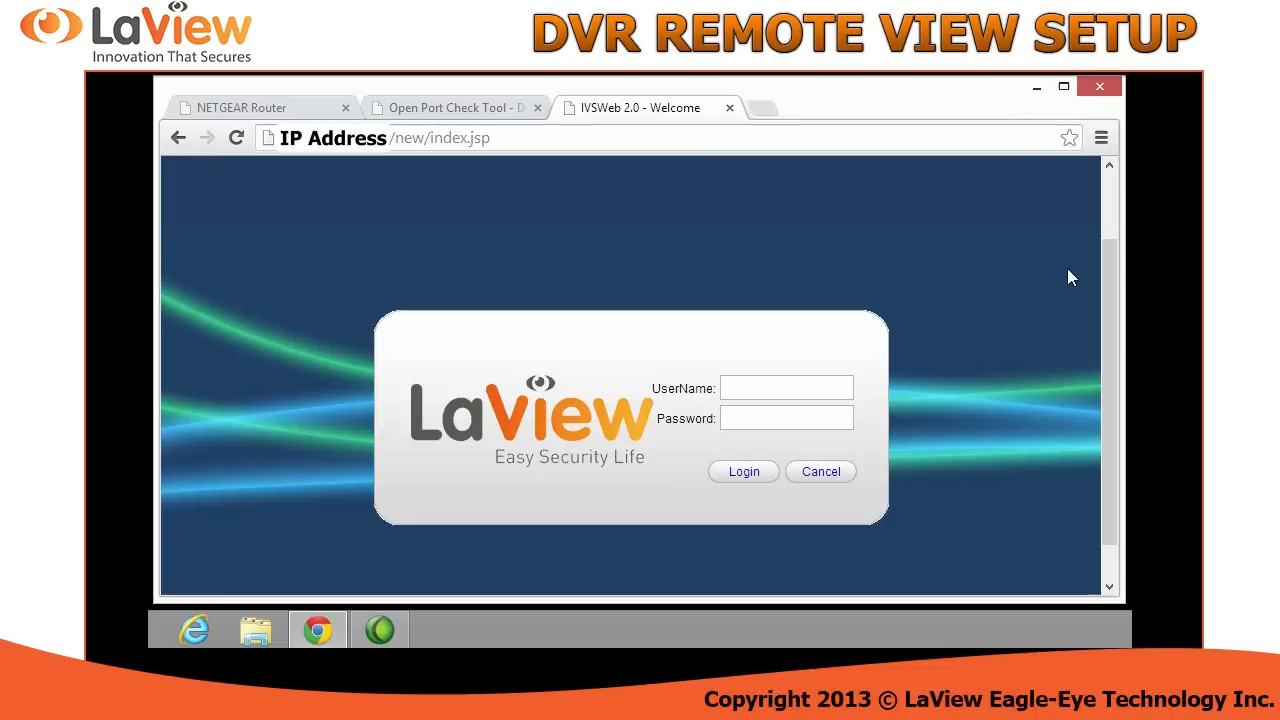 LaView
Innovation That Secures
DVR REMOTE VIEW SETUP
NETGEAR Router
Open Port Check Tool - D
IVSWeb 2.0 - Welcome
IP Address/new/index.jsp
LaView
Easy Security Life
UserName:
Password:
Login
Cancel
Copyright 2013 © LaView Eagle-Eye Technology Inc.